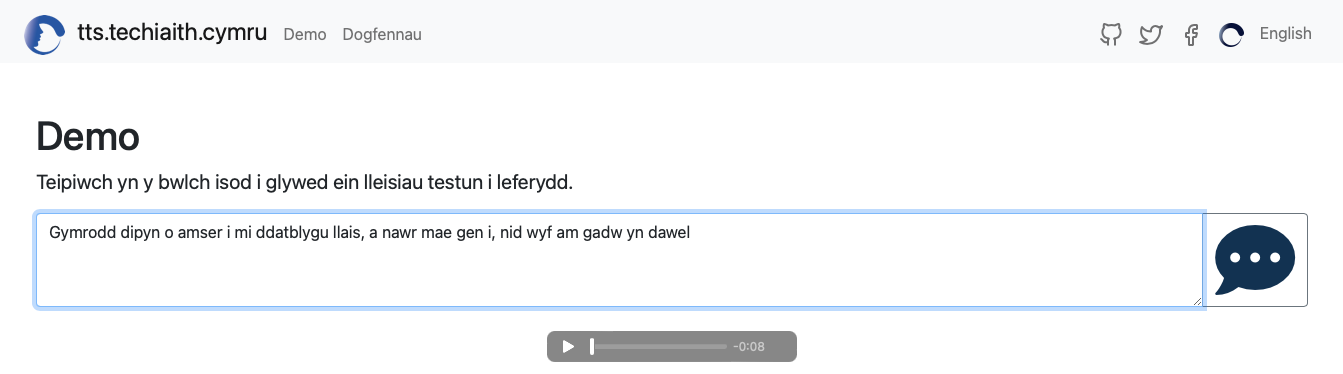 tts.techiaith.cymru Demo Dogfennau English
Demo
Teipiwch yn y bwlch isod i glywed ein lleisiau testun i leferydd.
Gymrodd dipyn o amser i mi ddatblygu llais, a nawr mae gen i, nid wyf am gadw yn dawel
-0:08